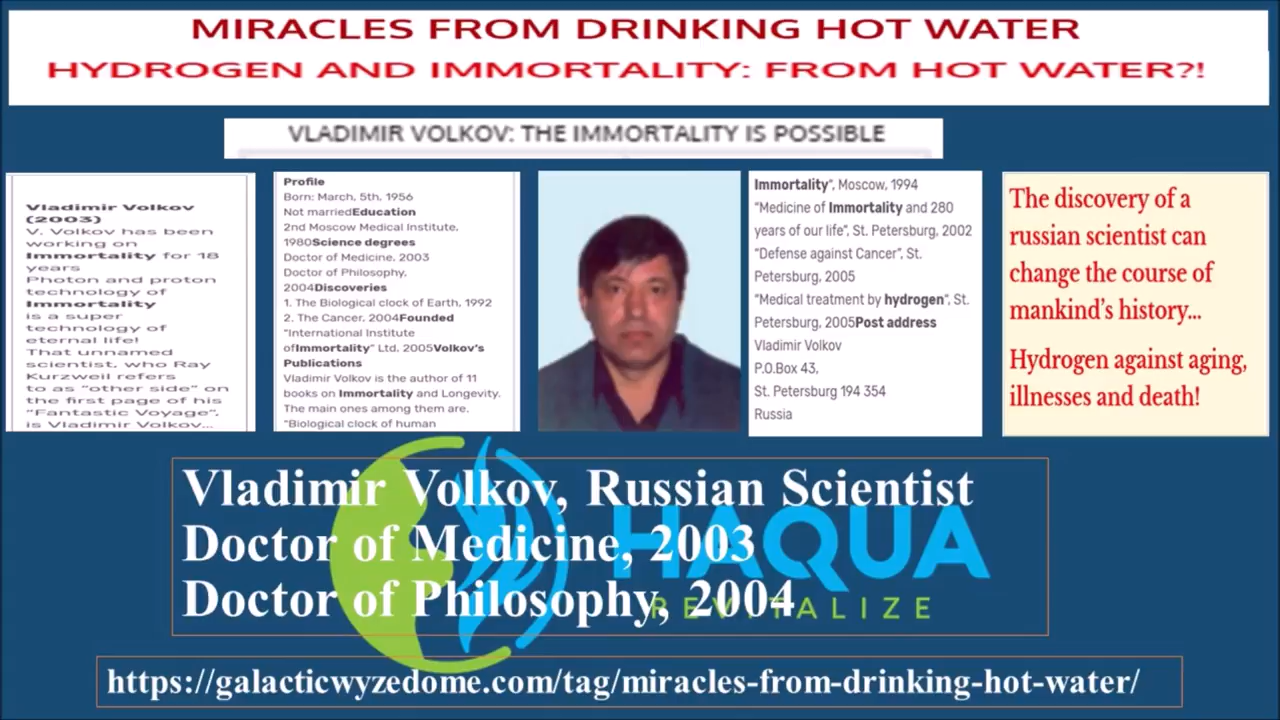 MIRACLES FROM DRINKING HOT WATER
HYDROGEN AND IMMORTALITY: FROM HOT WATER?!
VLADIMIR VOLKOV: THE IMMORTALITY IS POSSIBLE
Vladimir Volkov
(2003)
V. Volkov has been
working on
Immortality for 18
years
Photon and proton
technology of
Immortality
is a super
technology of
eternal life!
That unnamed
scientist, who Ray
Kurzweil refers
to as "other side" on
the first page of his
"Fantastic Voyage",
is Vladimir Volkov...
Profile
Born: March, 5th, 1956
Not marriedEducation
2nd Moscow Medical Institute,
1980Science degrees
Doctor of Medicine, 2003
Doctor of Philosophy,
2004Discoveries
1. The Biological clock of Earth, 1992
2. The Cancer, 2004Founded
"International Institute
ofImmortality" Ltd, 2005Volkov's
Publications
Vladimir Volkov is the author of 11
books on Immortality and Longevity.
The main ones among them are.
"Biological clock of human
Immortality", Moscow, 1994
"Medicine of Immortality and 280
years of our life", St. Petersburg, 2002
"Defense against Cancer", St.
Petersburg, 2005
"Medical treatment by hydrogen", St.
Petersburg, 2005Post address
Vladimir Volkov
P.O.Box 43,
St. Petersburg 194 354
Russia
The discovery of a
russian scientist can
change the course of
mankind's history...
Hydrogen against aging,
illnesses and death!
Vladimir Volkov, Russian Scientist
Doctor of Medicine, 2003
Doctor of Philosophy, 2004
HAQUA
REVITALIZE
https://galacticwyzedome.com/tag/miracles-from-drinking-hot-water/